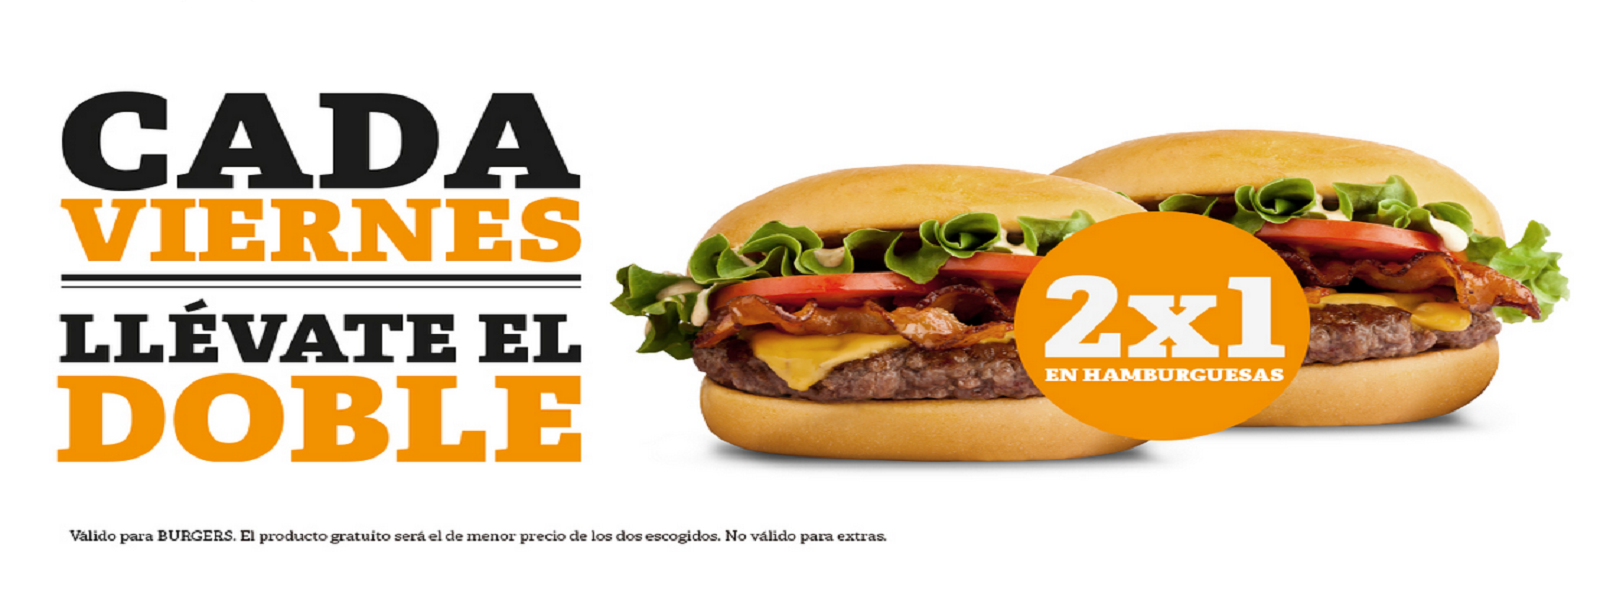 CADA
VIERNES
LLÉVATE EL
DOBLE
2x1
EN HAMBURGUESAS
Válido para BURGERS. El producto gratuito será el de menor precio de los dos escogidos. No válido para extras.